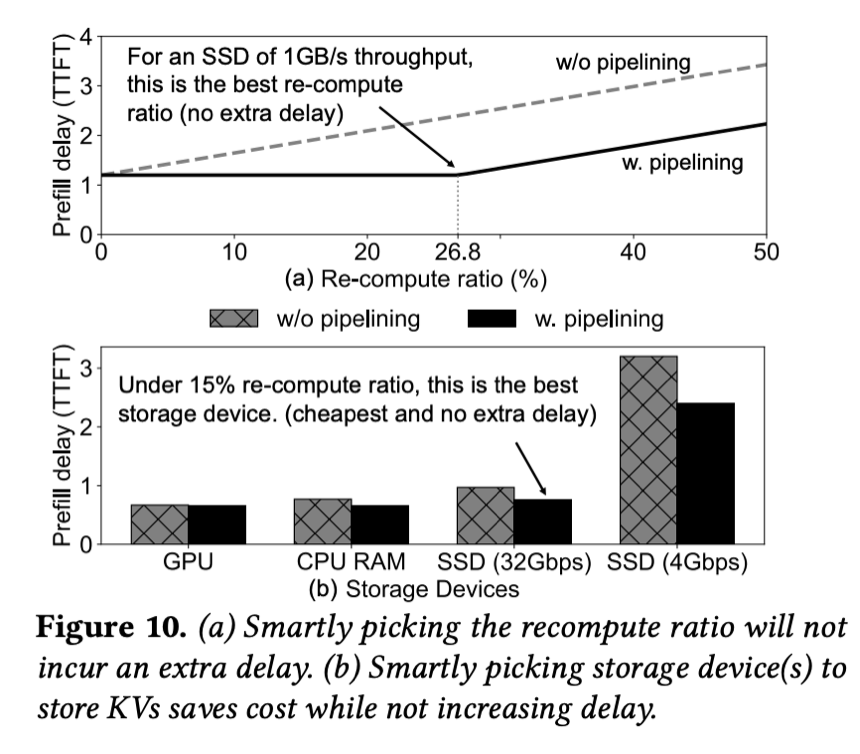 4
For an SSD of 1GB/s throughput,
w/o pipelining
this is the best re-compute
3
ratio (no extra delay)
2
w. pipelining
1
0
Prefill delay (TTFT)
0 10 20 26.8 40 50
(a) Re-compute ratio (%)
w/o pipelining w. pipelining
3
Under 15% re-compute ratio, this is the best
storage device. (cheapest and no extra delay)
2
1
0
Prefill delay (TTFT)
GPU CPU RAM SSD (32Gbps) SSD (4Gbps)
(b) Storage Devices
Figure 10. (a) Smartly picking the recompute ratio will not
incur an extra delay. (b) Smartly picking storage device(s) to
store KVs saves cost while not increasing delay.